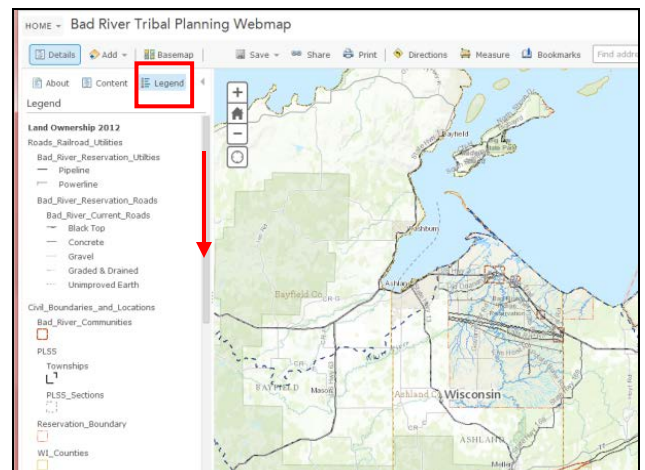 HOME Bad River Tribal Planning Webmap
Details Add Basemap Save Share Print Directions Measure Bookmarks Find addre
About Content Legend
Legend
Land Ownership 2012
Roads_Railroad_Utilities
Bad_River_Reservation_Utilties
Pipeline
Powerline
Bad_River_Reservation_Roads
Bad_River_Current_Roads
Black Top
Concrete
Gravel
Graded & Drained
Unimproved Earth
Civil_Boundaries_and_Locations
Bad_River_Communities
PLSS
Townships
PLSS_Sections
Reservation_Boundary
WI_Counties
Bayfield
Washburn
Ashland
Bayfield Co
CR-G
CR-
BAYFIELD
Mason
Ashland
Wisconsin
ASHLAND